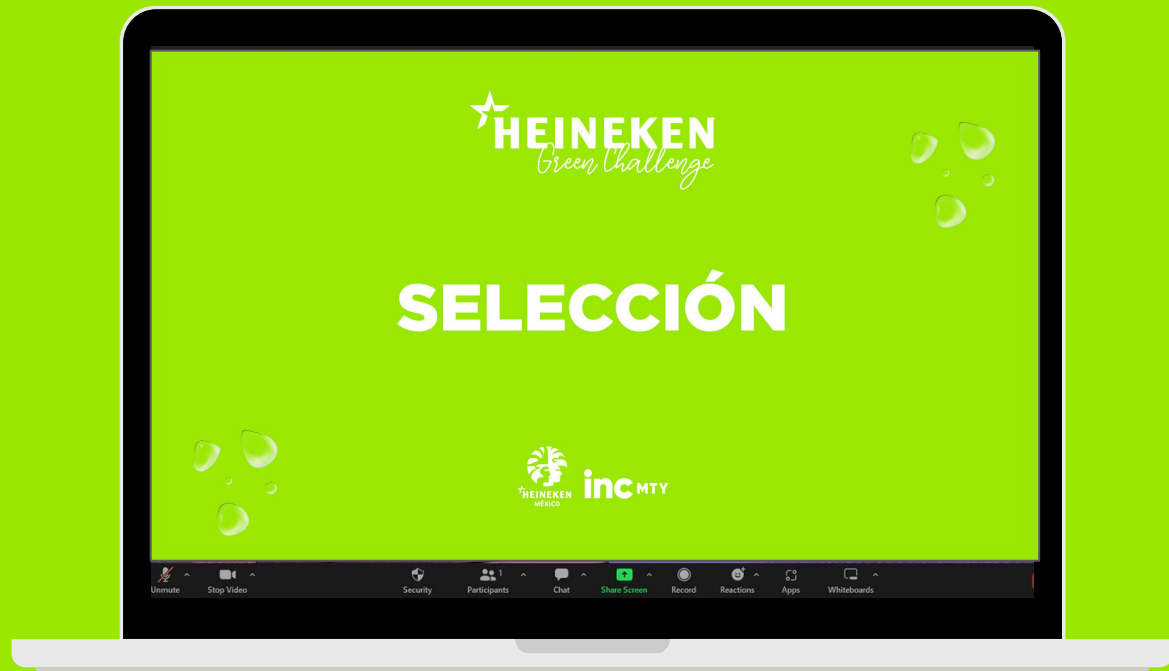 HEINEKEN
Green Challenge
SELECCIÓN
HEINEKEN
MÉXICO
inc MTY
Unmute
Stop Video
Security
Participants
1
Chat
Share Screen
Record
Reactions
Apps
Whiteboards